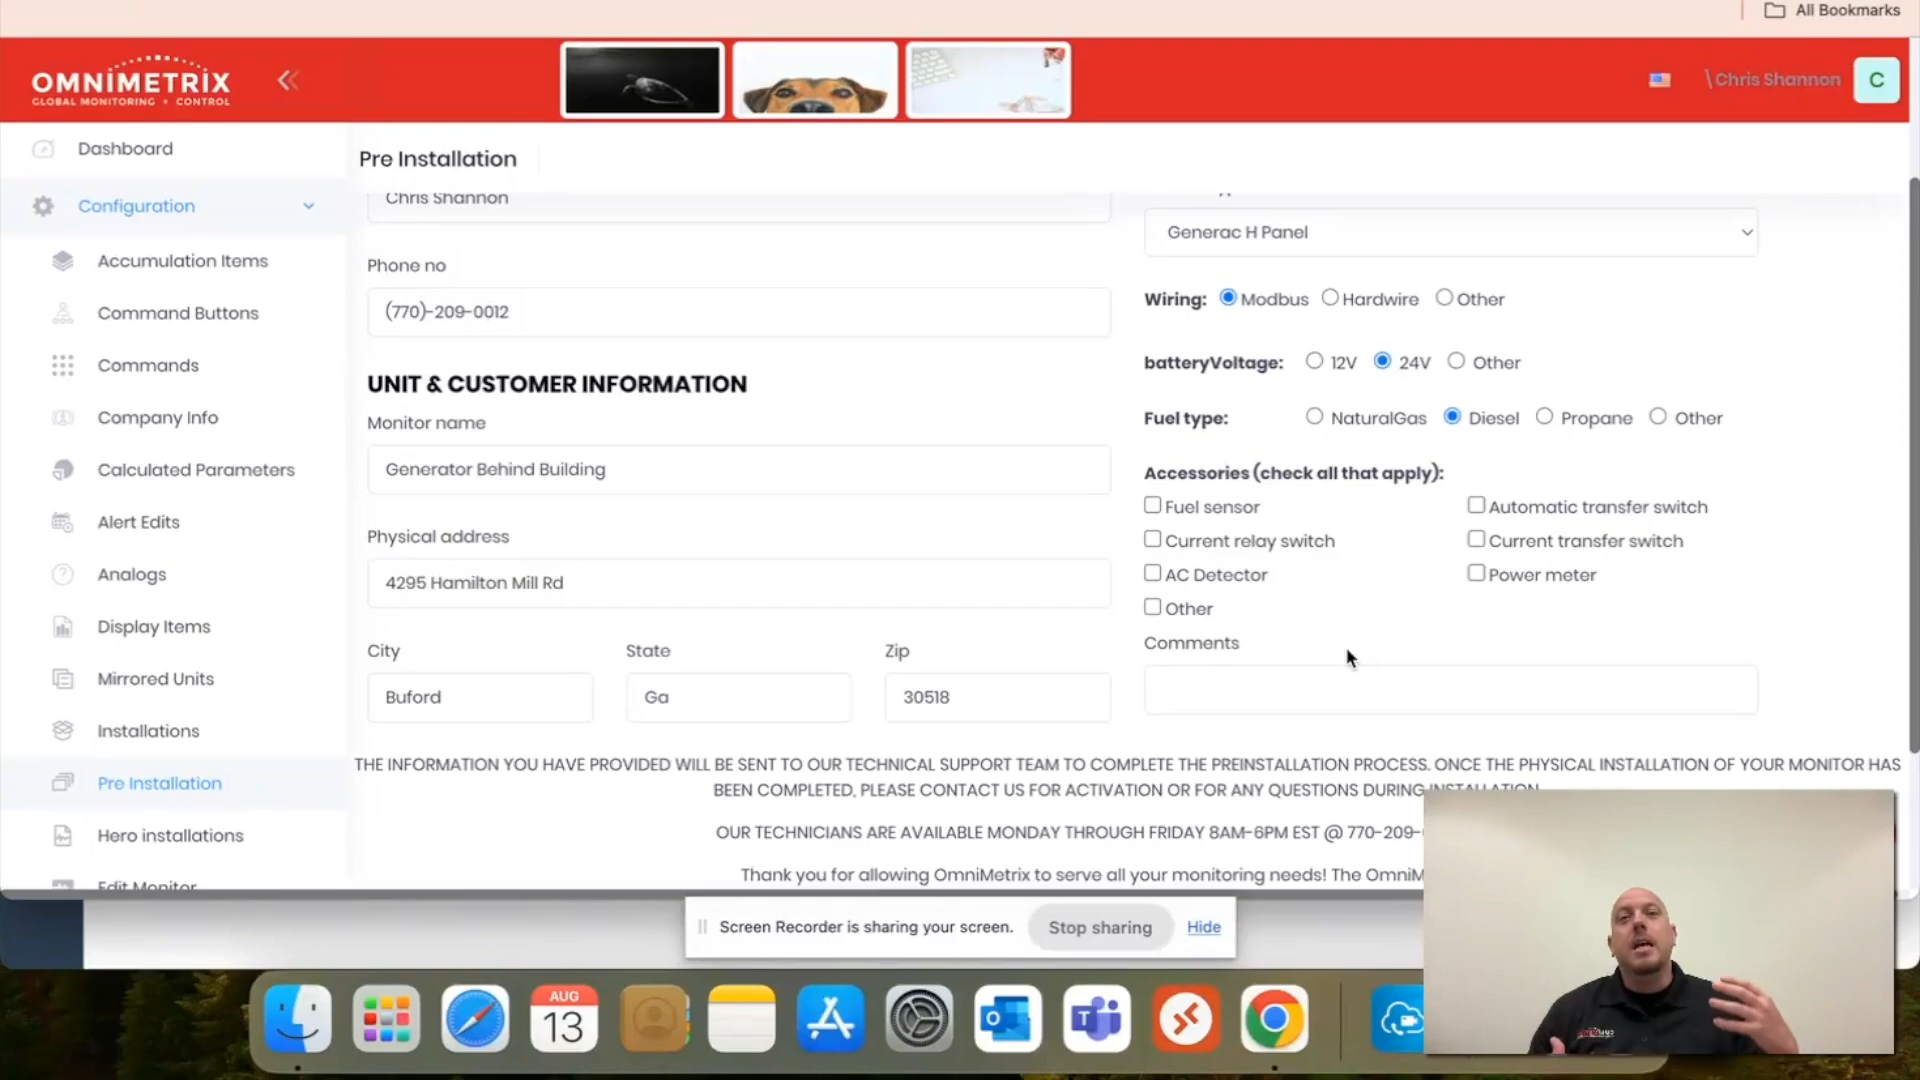 All Bookmarks
OMNIMETRIX
GLOBAL MONITORING • CONTROL
\Chris Shannon
C
Dashboard
Configuration
Accumulation Items
Command Buttons
Commands
Company Info
Calculated Parameters
Alert Edits
Analogs
Display Items
Mirrored Units
Installations
Pre Installation
Hero installations
Edit Monitor
Pre Installation
Chris Shannon
Phone no
(770)-209-0012
UNIT & CUSTOMER INFORMATION
Monitor name
Generator Behind Building
Physical address
4295 Hamilton Mill Rd
City State Zip
Buford Ga 30518
Generac H Panel
Wiring: Modbus Hardwire Other
batteryVoltage: 12V 24V Other
Fuel type: NaturalGas Diesel Propane Other
Accessories (check all that apply):
Fuel sensor Automatic transfer switch
Current relay switch Current transfer switch
AC Detector Power meter
Other
Comments
THE INFORMATION YOU HAVE PROVIDED WILL BE SENT TO OUR TECHNICAL SUPPORT TEAM TO COMPLETE THE PREINSTALLATION PROCESS. ONCE THE PHYSICAL INSTALLATION OF YOUR MONITOR HAS
BEEN COMPLETED, PLEASE CONTACT US FOR ACTIVATION OR FOR ANY QUESTIONS DURING INSTALLATION
OUR TECHNICIANS ARE AVAILABLE MONDAY THROUGH FRIDAY 8AM-6PM EST @ 770-209-
Thank you for allowing OmniMetrix to serve all your monitoring needs! The OmniM
Screen Recorder is sharing your screen. Stop sharing Hide
AUG
13